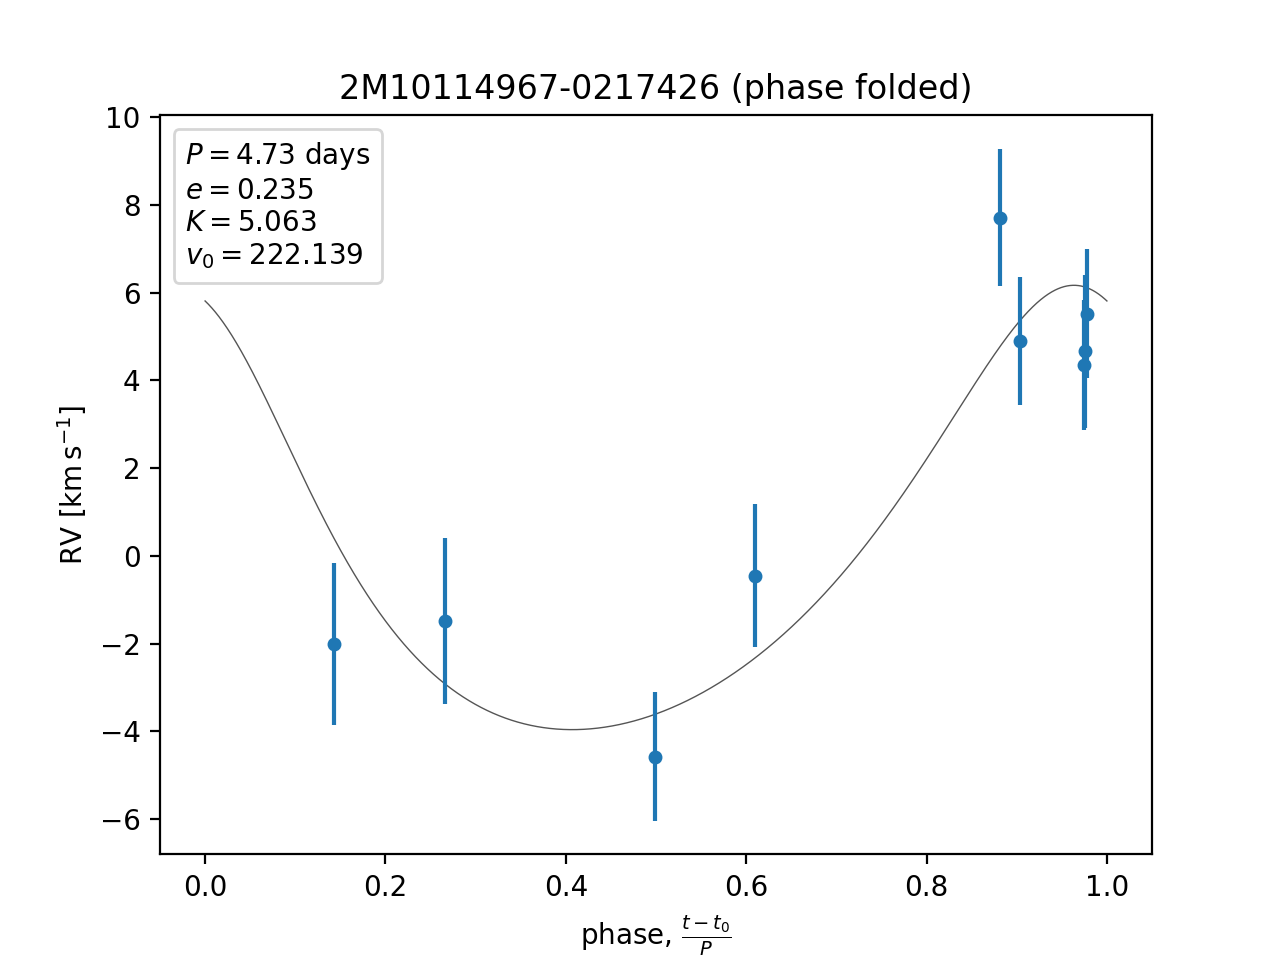 2M10114967-0217426 (phase folded)
P = 4.73 days
e = 0.235
K = 5.063
v₀ = 222.139
10
8
6
4
2
0
−2
−4
−6
RV [km s⁻¹]
0.0 0.2 0.4 0.6 0.8 1.0
phase, (t − t₀)/P